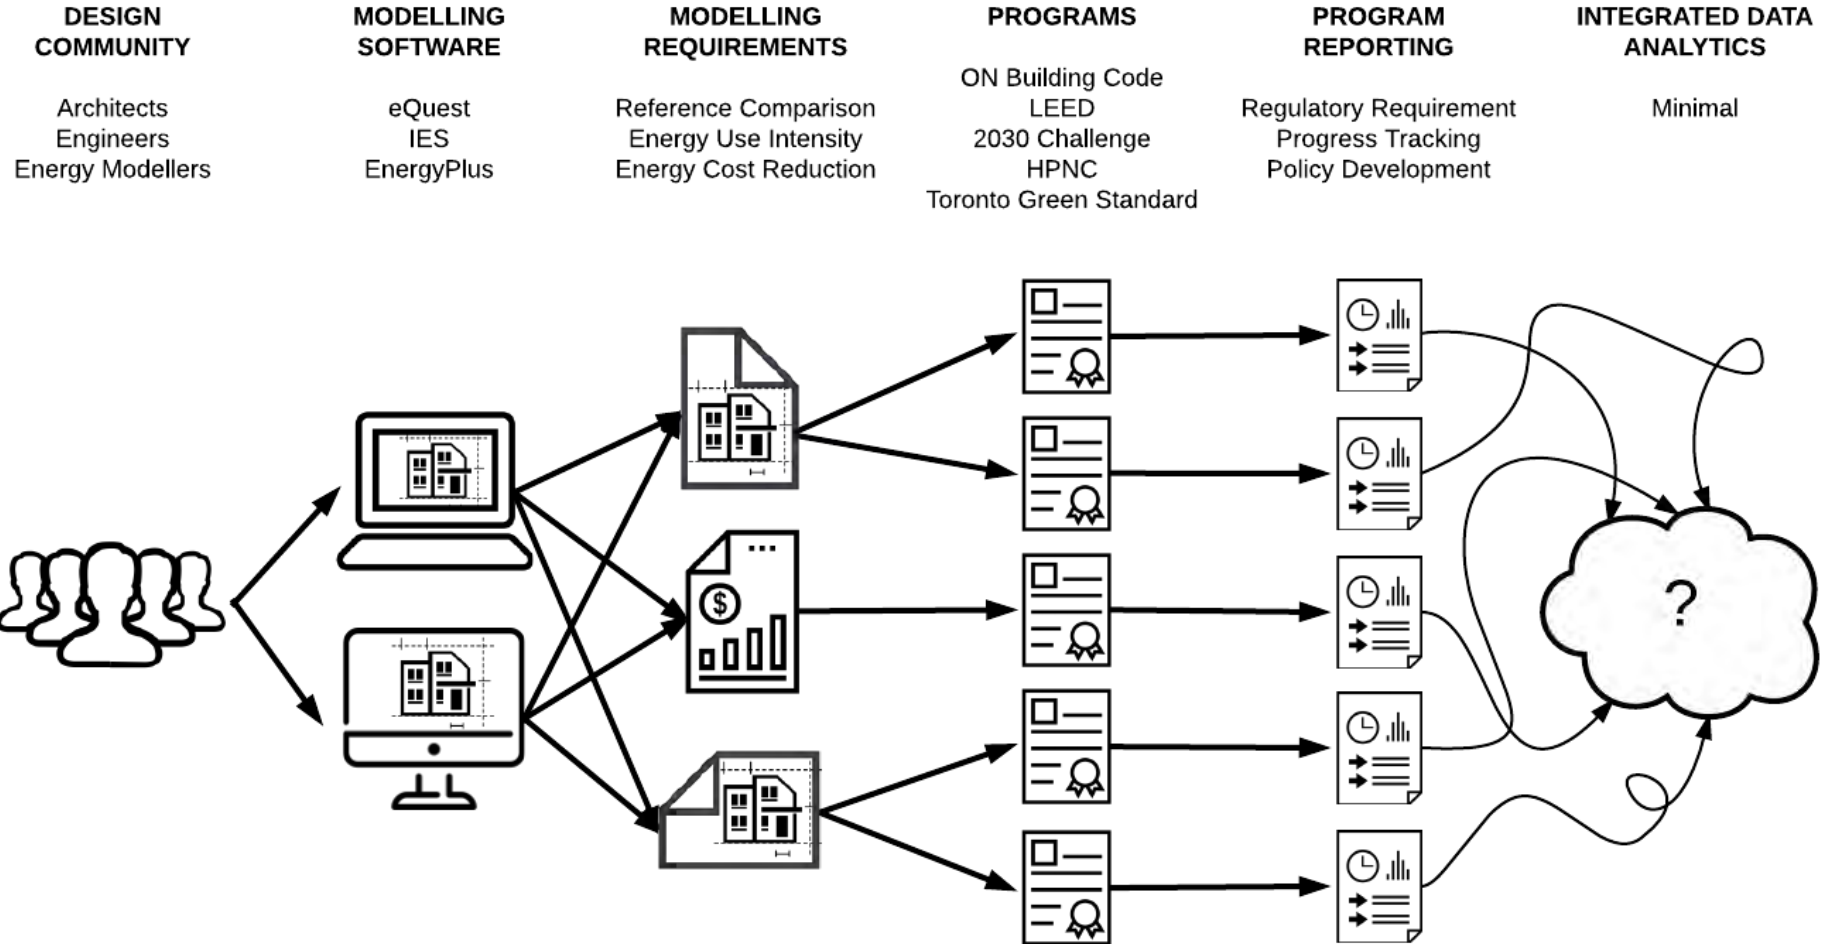 DESIGN
COMMUNITY
Architects
Engineers
Energy Modellers
MODELLING
SOFTWARE
eQuest
IES
EnergyPlus
MODELLING
REQUIREMENTS
Reference Comparison
Energy Use Intensity
Energy Cost Reduction
PROGRAMS
ON Building Code
LEED
2030 Challenge
HPNC
Toronto Green Standard
PROGRAM
REPORTING
Regulatory Requirement
Progress Tracking
Policy Development
INTEGRATED DATA
ANALYTICS
Minimal
$
?